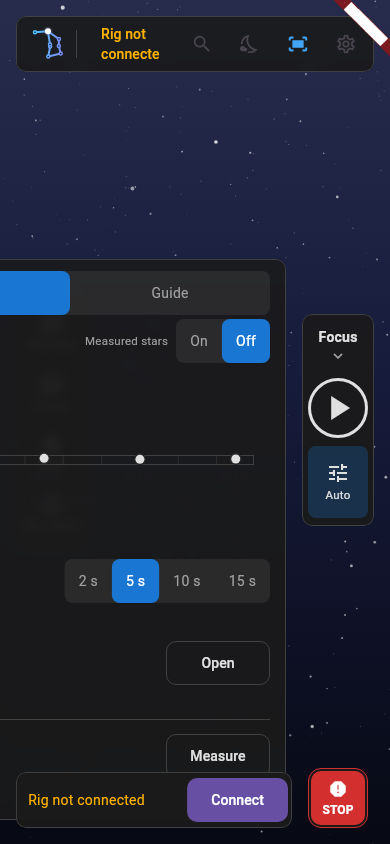 Rig not
connecte
Guide
Measured stars
On
Off
Focus
Auto
2 s
5 s
10 s
15 s
Open
Measure
Rig not connected
Connect
STOP